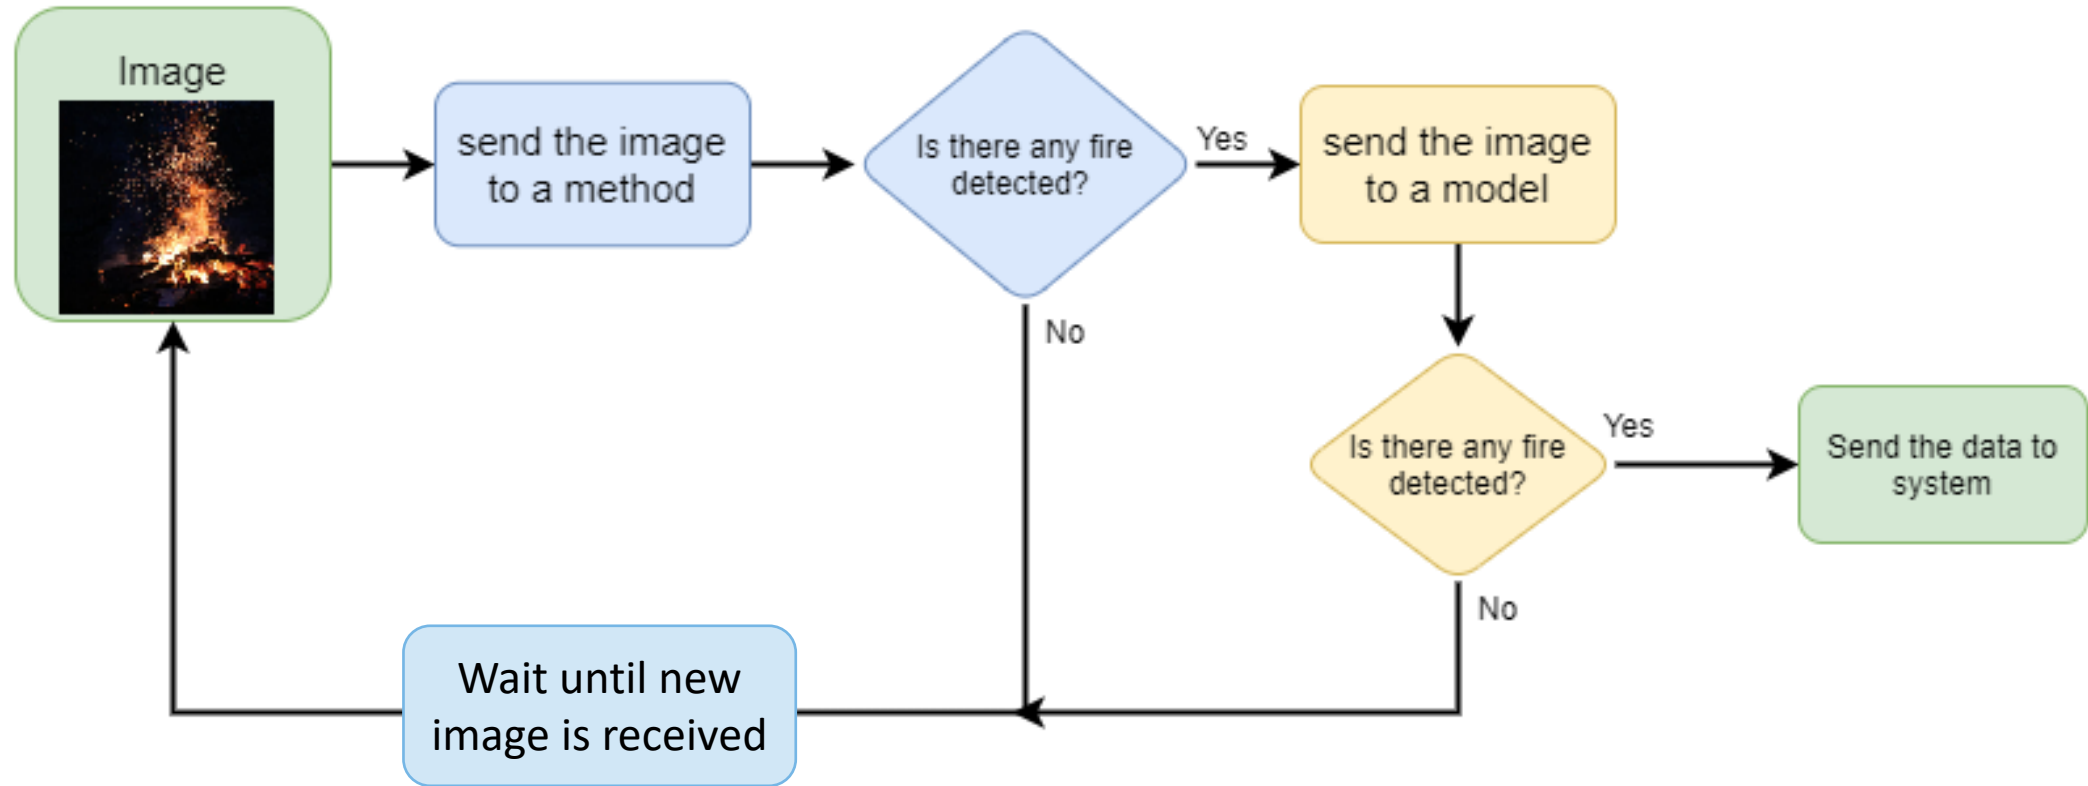 Image
send the image
to a method
Is there any fire
detected?
Yes
send the image
to a model
No
Is there any fire
detected?
Yes
Send the data to
system
No
Wait until new
image is received